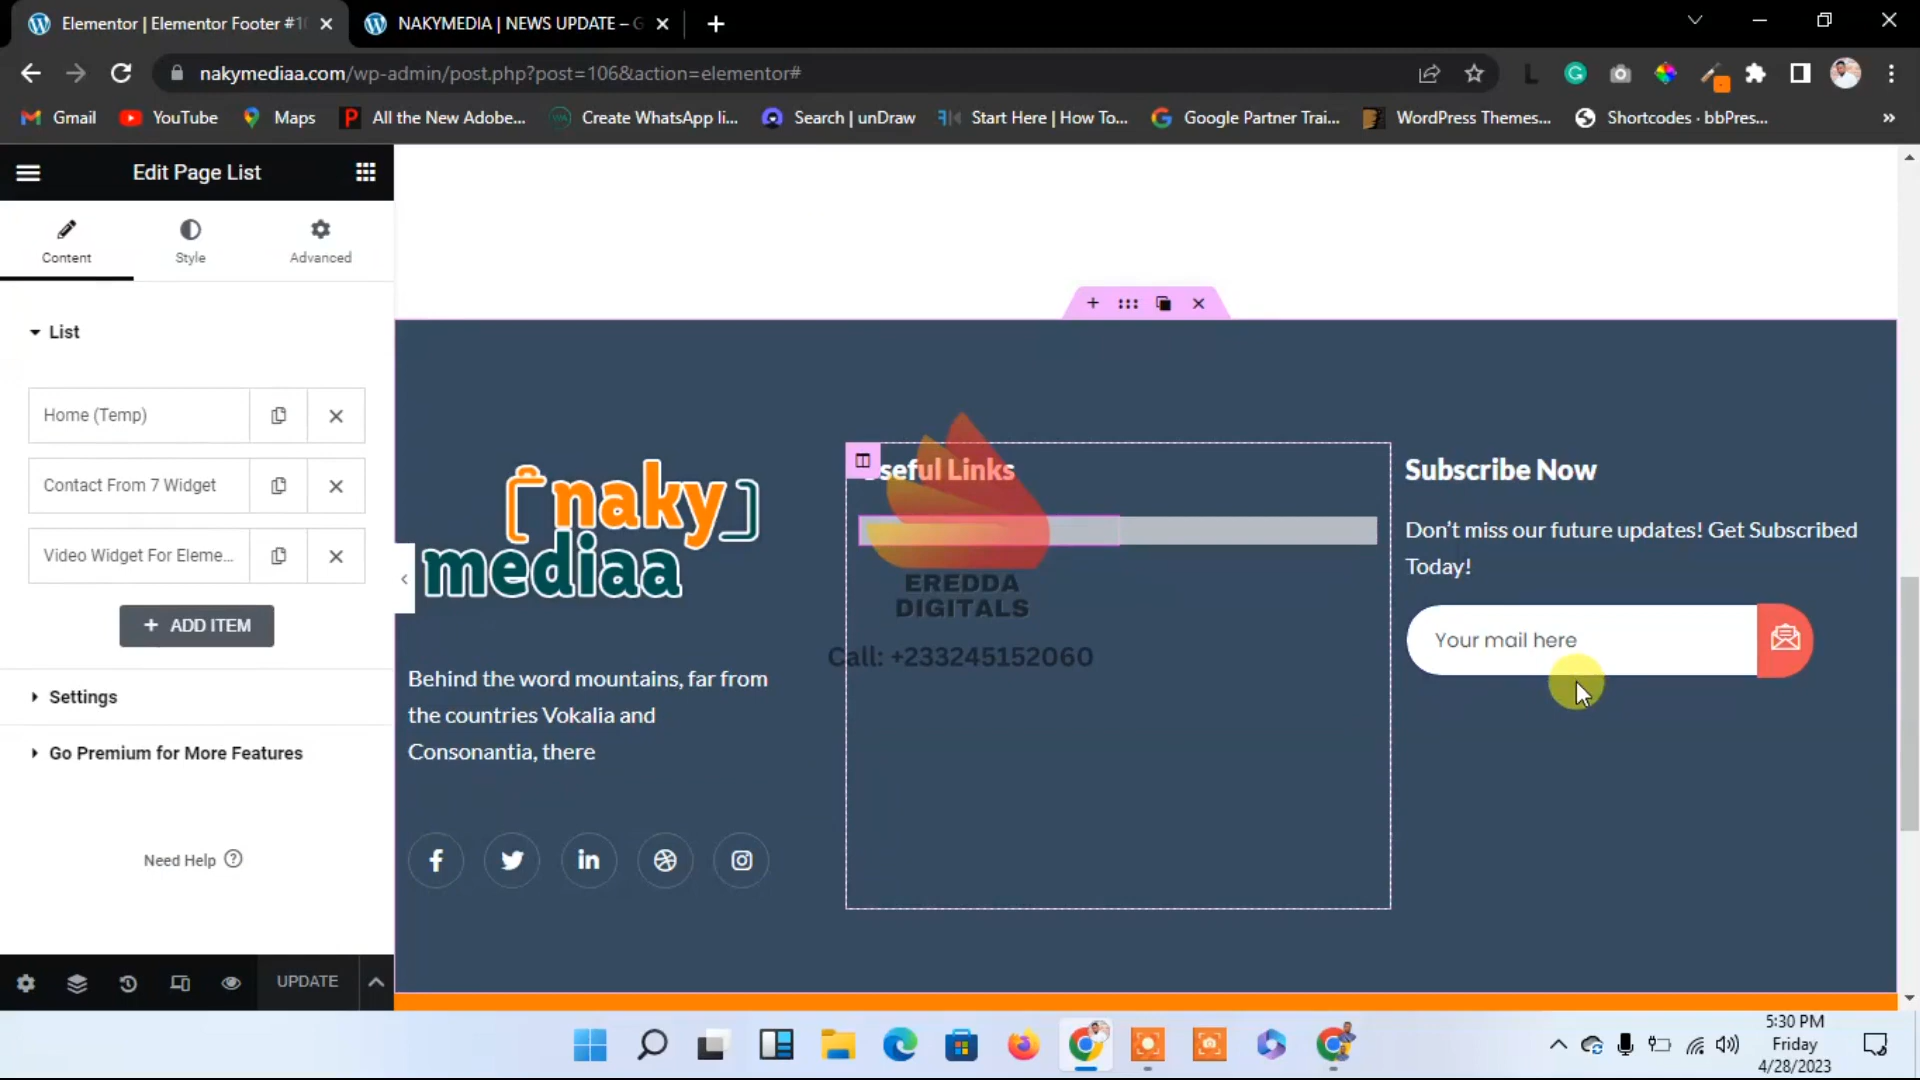 Elementor | Elementor Footer #1
NAKYMEDIA | NEWS UPDATE – G
nakymediaa.com/wp-admin/post.php?post=106&action=elementor#
Gmail
YouTube
Maps
All the New Adobe...
Create WhatsApp li...
Search | unDraw
Start Here | How To...
Google Partner Trai...
WordPress Themes...
Shortcodes · bbPres...
»
Edit Page List
Content
Style
Advanced
List
Home (Temp)
Contact From 7 Widget
Video Widget For Eleme...
+ ADD ITEM
Settings
Go Premium for More Features
Need Help
UPDATE
naky
mediaa
Behind the word mountains, far from
the countries Vokalia and
Consonantia, there
seful Links
EREDDA
DIGITALS
Call: +233245152060
Subscribe Now
Don’t miss our future updates! Get Subscribed
Today!
Your mail here
5:30 PM
Friday
4/28/2023